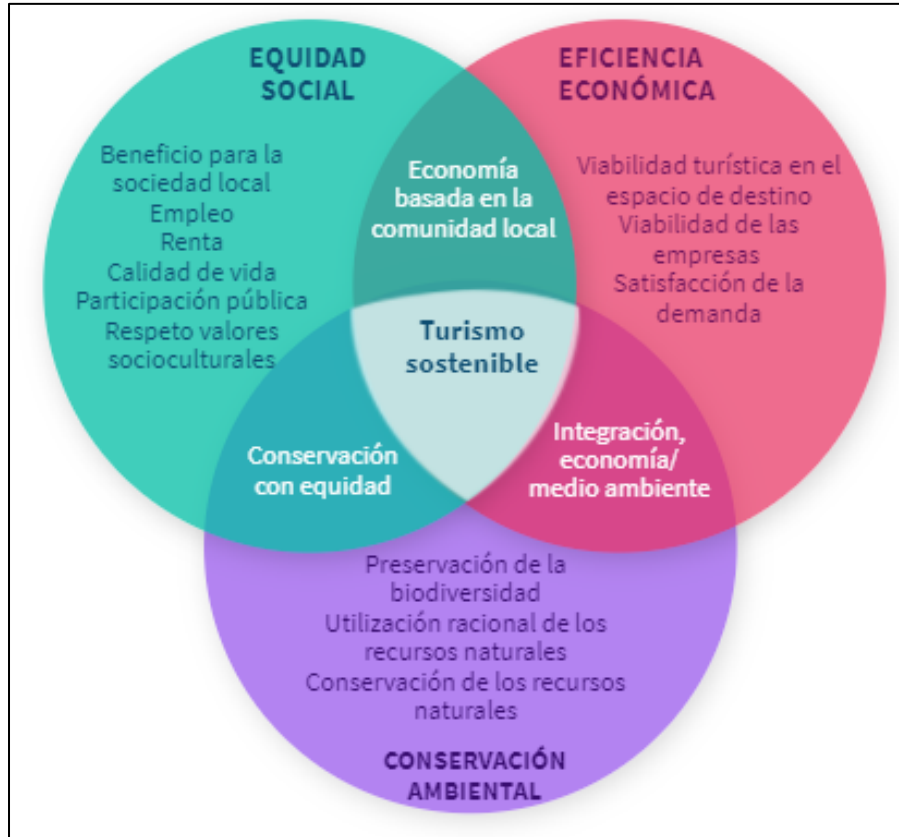 EQUIDAD
SOCIAL
Beneficio para la
sociedad local
Empleo
Renta
Calidad de vida
Participación pública
Respeto valores
socioculturales
Economía
basada en la
comunidad local
EFICIENCIA
ECONÓMICA
Viabilidad turística en el
espacio de destino
Viabilidad de las
empresas
Satisfacción de la
demanda
Turismo
sostenible
Conservación
con equidad
Integración,
economía/
medio ambiente
Preservación de la
biodiversidad
Utilización racional de los
recursos naturales
Conservación de los recursos
naturales
CONSERVACIÓN
AMBIENTAL